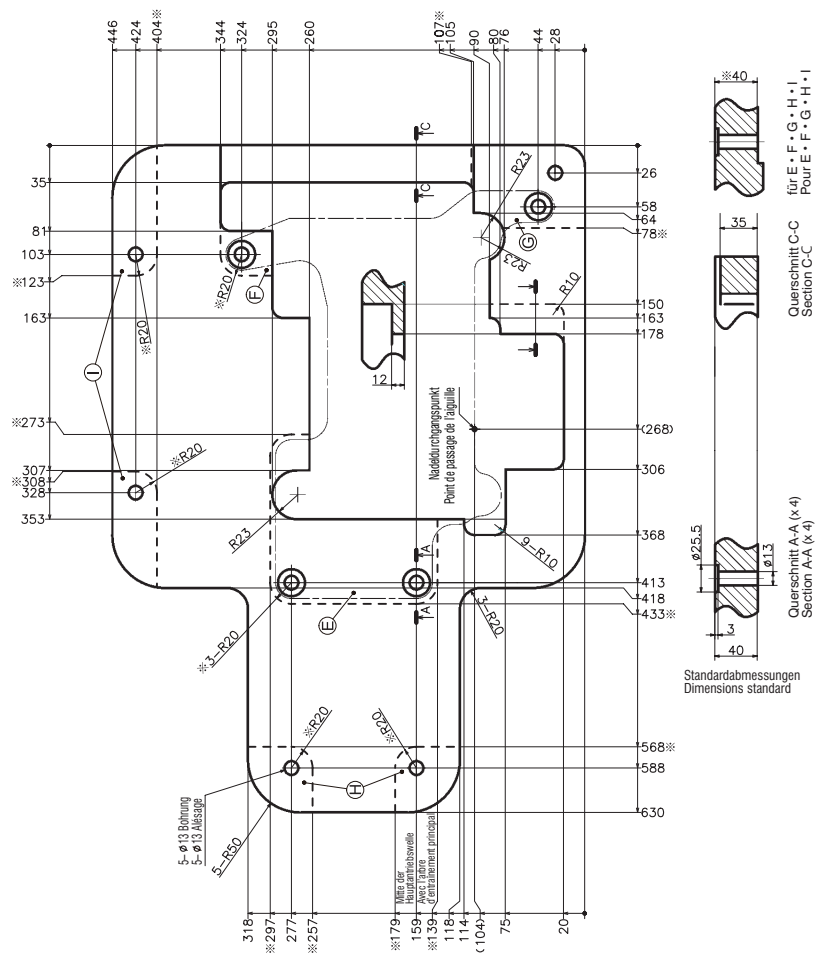 446
424
404※
344
324
295
260
107※
105
90
80
76
44
28
35
81
103
※123
163
※273
307
※308
328
353
26
58
64
78※
150
163
178
(268)
306
368
413
418
433※
568※
588
630
318
※297
277
※257
※179
159
※139
118
114
(104)
75
20
C
C
R23
R23
G
R10
※R20
F
※R20
I
※R20
12
Nadeldurchgangspunkt
Point de passage de l'aiguille
R23
9-R10
A
A
3-R20
※3-R20
E
※R20
※R20
H
5-ø13 Bohrung
5-ø13 Alésage
5-R50
Mitte der
Hauptantriebswelle
Avec l'arbre
d'entraînement principal
※40
für E・F・G・H・I
Pour E・F・G・H・I
35
Querschnitt C-C
Section C-C
ø25.5
ø13
3
40
Querschnitt A-A (x 4)
Section A-A (x 4)
Standardabmessungen
Dimensions standard